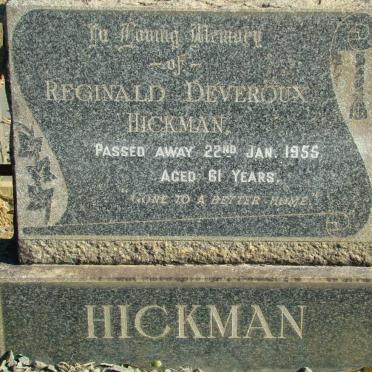 In Loving Memory
~ of ~
REGINALD DEVEROUX
HICKMAN.
PASSED AWAY 22ND JAN. 1955
AGED 61 YEARS.
"GONE TO A BETTER HOME."
HICKMAN